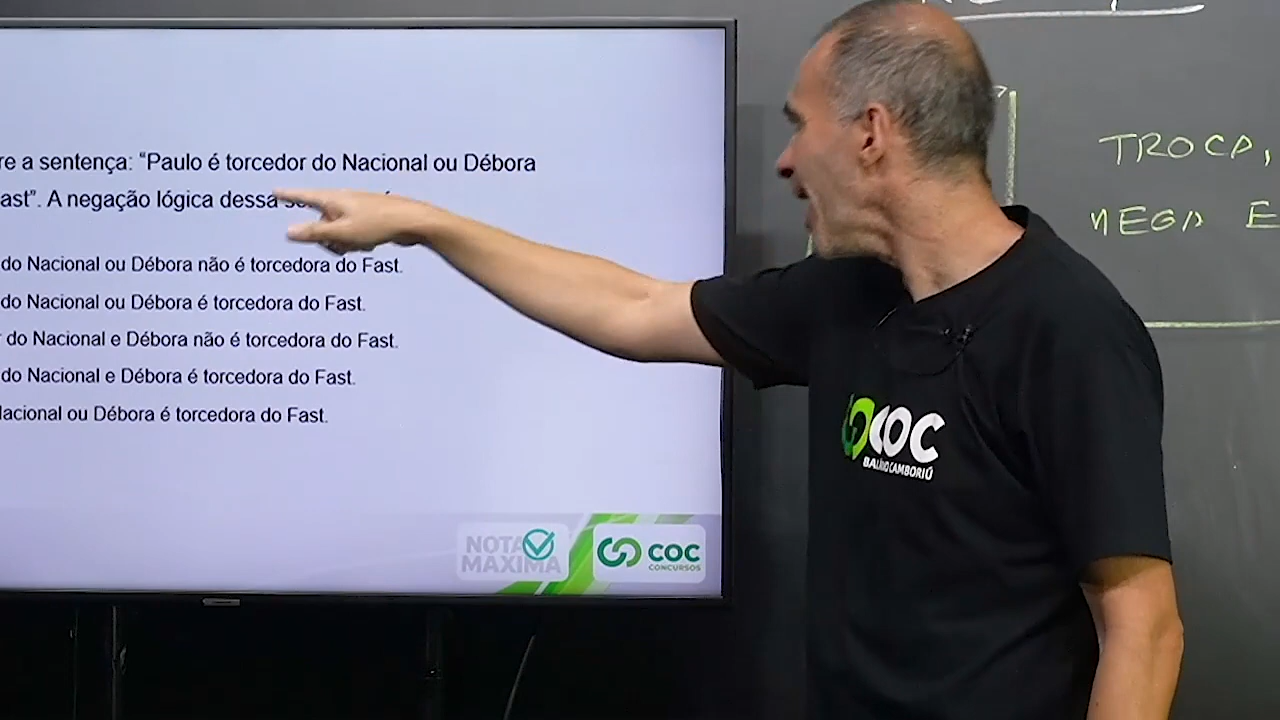 re a sentença: “Paulo é torcedor do Nacional ou Débora
ast”. A negação lógica dessa
do Nacional ou Débora não é torcedora do Fast.
do Nacional ou Débora é torcedora do Fast.
r do Nacional e Débora não é torcedora do Fast.
do Nacional e Débora é torcedora do Fast.
Nacional ou Débora é torcedora do Fast.
NOTA
MÁXIMA
COC
CONCURSOS
TROCA,
NEGA E
COC
BALNEÁRIO CAMBORIÚ